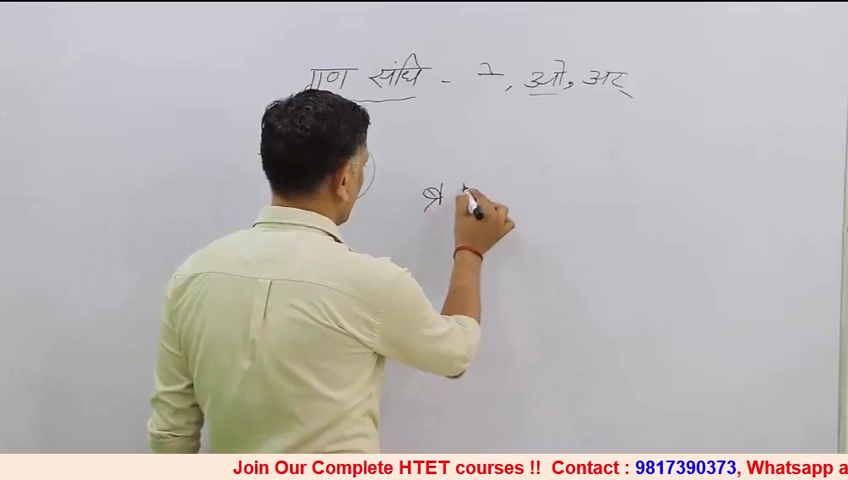 गुण संधि - े, ओ, अर्
Join Our Complete HTET courses !! Contact : 9817390373, Whatsapp a